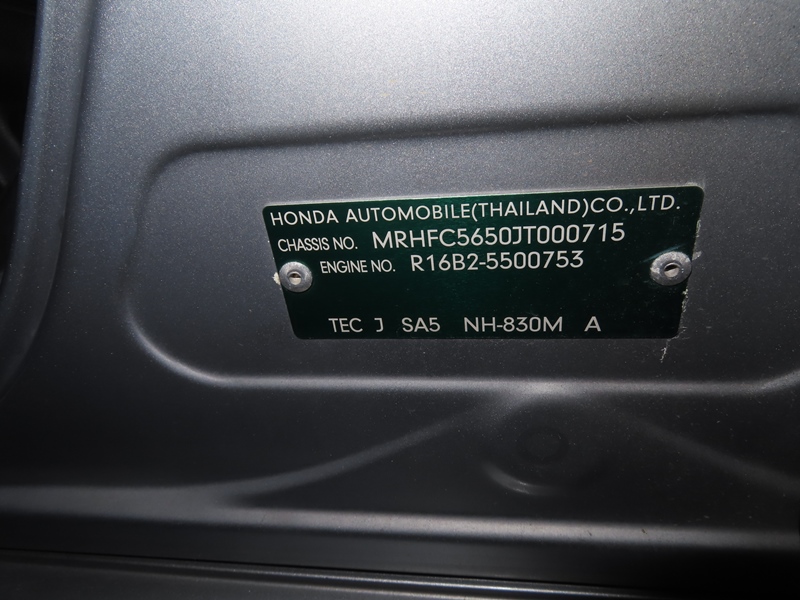 HONDA AUTOMOBILE(THAILAND)CO.,LTD.
CHASSIS NO. MRHFC5650JT000715
ENGINE NO. R16B2-5500753
TEC J SA5 NH-830M A